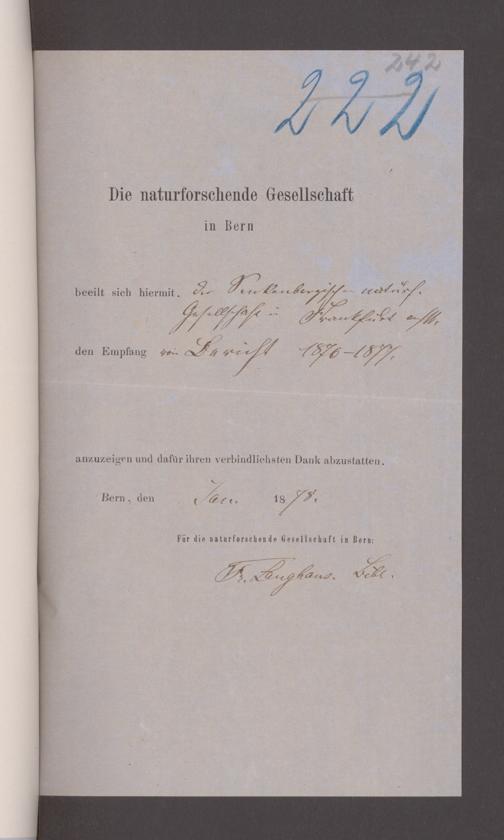 242
222
Die naturforschende Gesellschaft
in Bern
beeilt sich hiermit. der Senkenbergischen naturf.
Gesellschaft in Frankfurt a/M.
den Empfang von Bericht 1876–1877.
anzuzeigen und dafür ihren verbindlichsten Dank abzustatten.
Bern, den Jan. 1878.
Für die naturforschende Gesellschaft in Bern:
Fr. Langhans. Bibl.